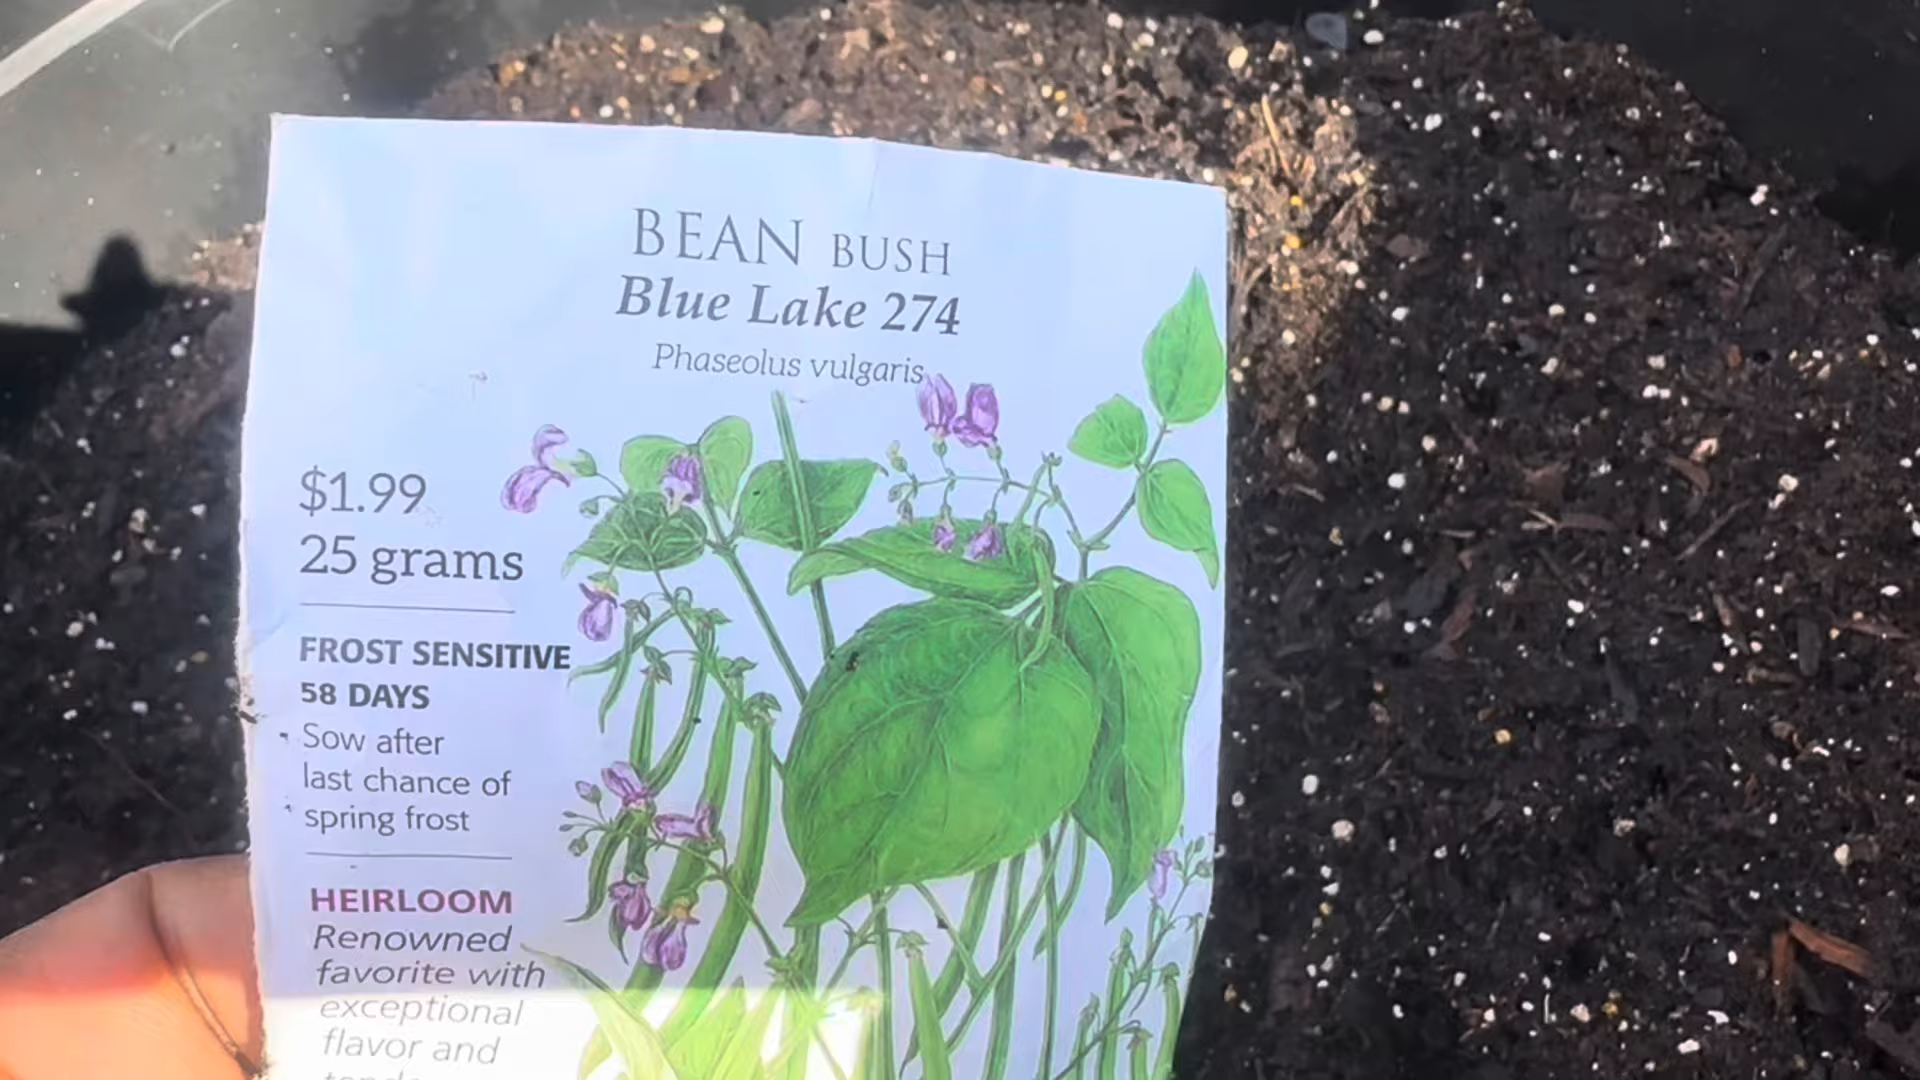 BEAN BUSH
Blue Lake 274
Phaseolus vulgaris
$1.99
25 grams
FROST SENSITIVE
58 DAYS
Sow after
last chance of
spring frost
HEIRLOOM
Renowned
favorite with
exceptional
flavor and